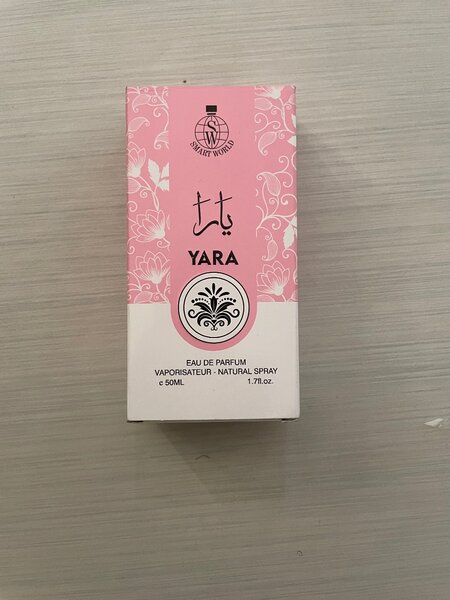 SW
SMART WORLD
يارا
YARA
EAU DE PARFUM
VAPORISATEUR - NATURAL SPRAY
e 50ML 1.7fl.oz.